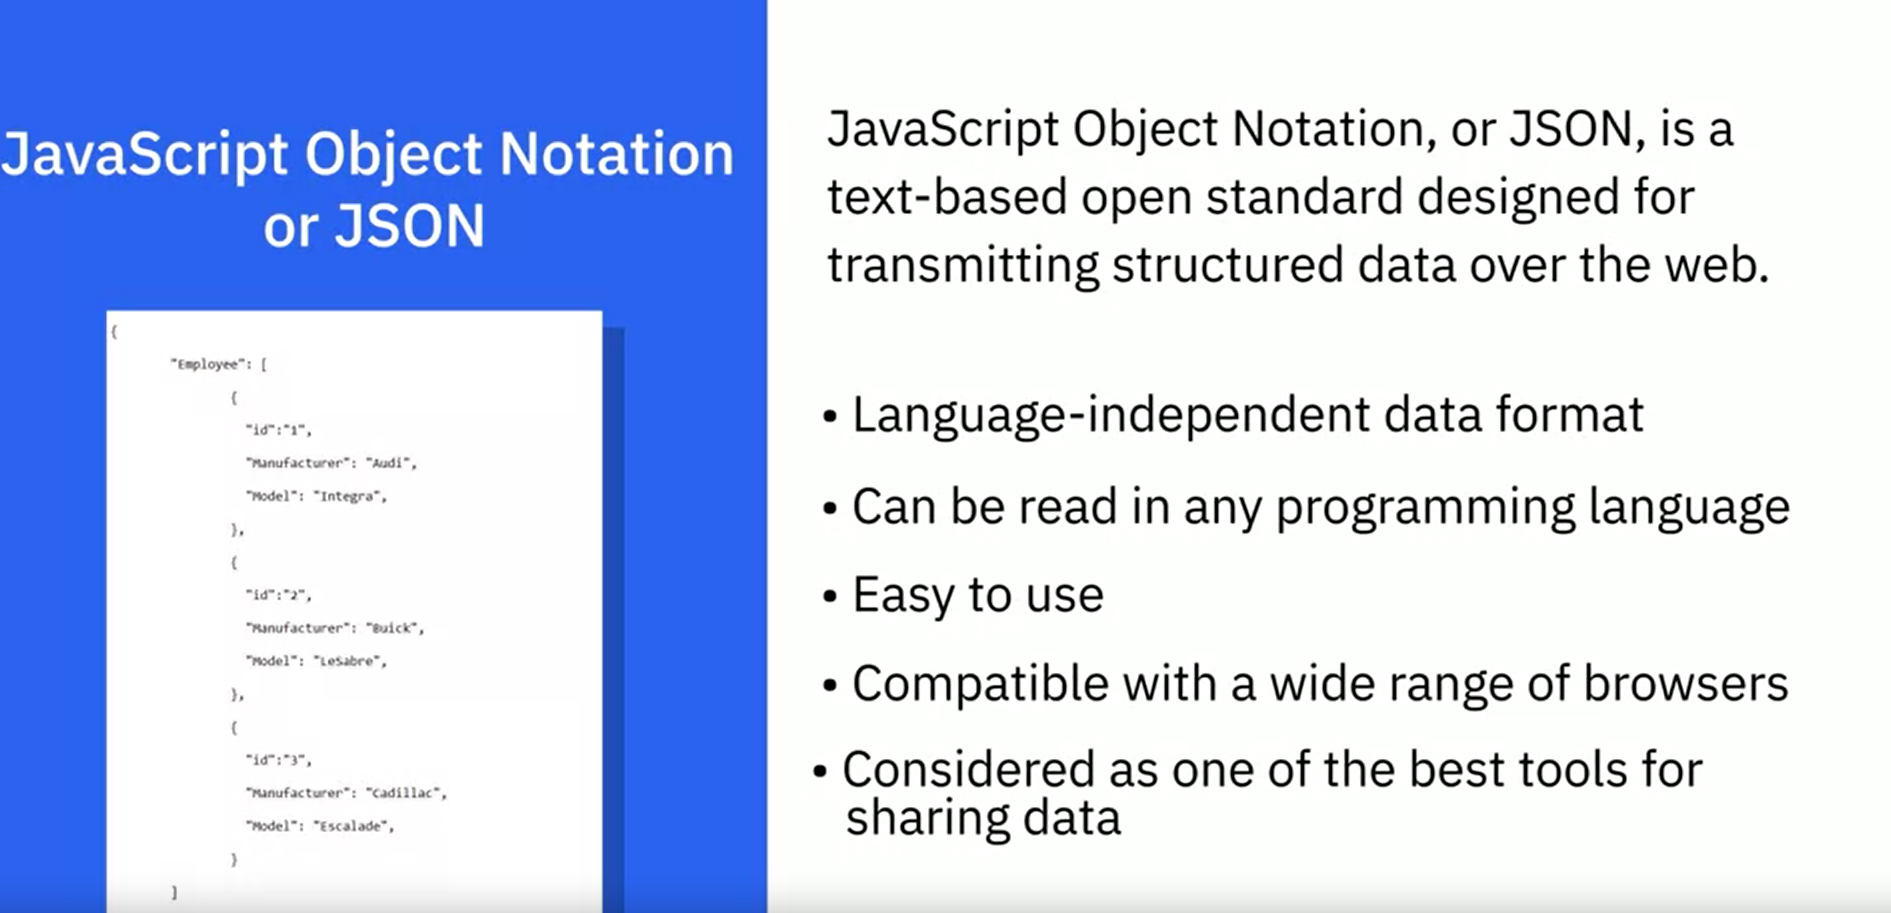 JavaScript Object Notation
or JSON
{
"Employee": [
{
"id":"1",
"Manufacturer": "Audi",
"Model": "Integra",
},
{
"id":"2",
"Manufacturer": "Buick",
"Model": "LeSabre",
},
{
"id":"3",
"Manufacturer": "Cadillac",
"Model": "Escalade",
}
]
JavaScript Object Notation, or JSON, is a
text-based open standard designed for
transmitting structured data over the web.
• Language-independent data format
• Can be read in any programming language
• Easy to use
• Compatible with a wide range of browsers
• Considered as one of the best tools for
sharing data